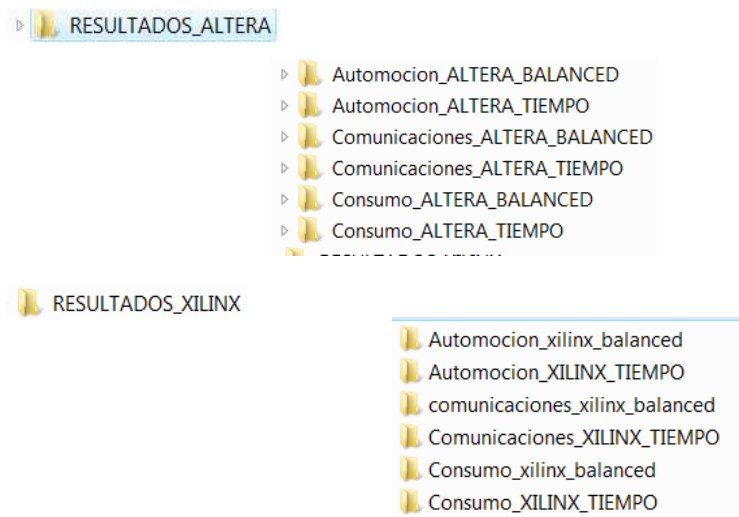 RESULTADOS_ALTERA
Automocion_ALTERA_BALANCED
Automocion_ALTERA_TIEMPO
Comunicaciones_ALTERA_BALANCED
Comunicaciones_ALTERA_TIEMPO
Consumo_ALTERA_BALANCED
Consumo_ALTERA_TIEMPO
RESULTADOS_XILINX
Automocion_xilinx_balanced
Automocion_XILINX_TIEMPO
comunicaciones_xilinx_balanced
Comunicaciones_XILINX_TIEMPO
Consumo_xilinx_balanced
Consumo_XILINX_TIEMPO